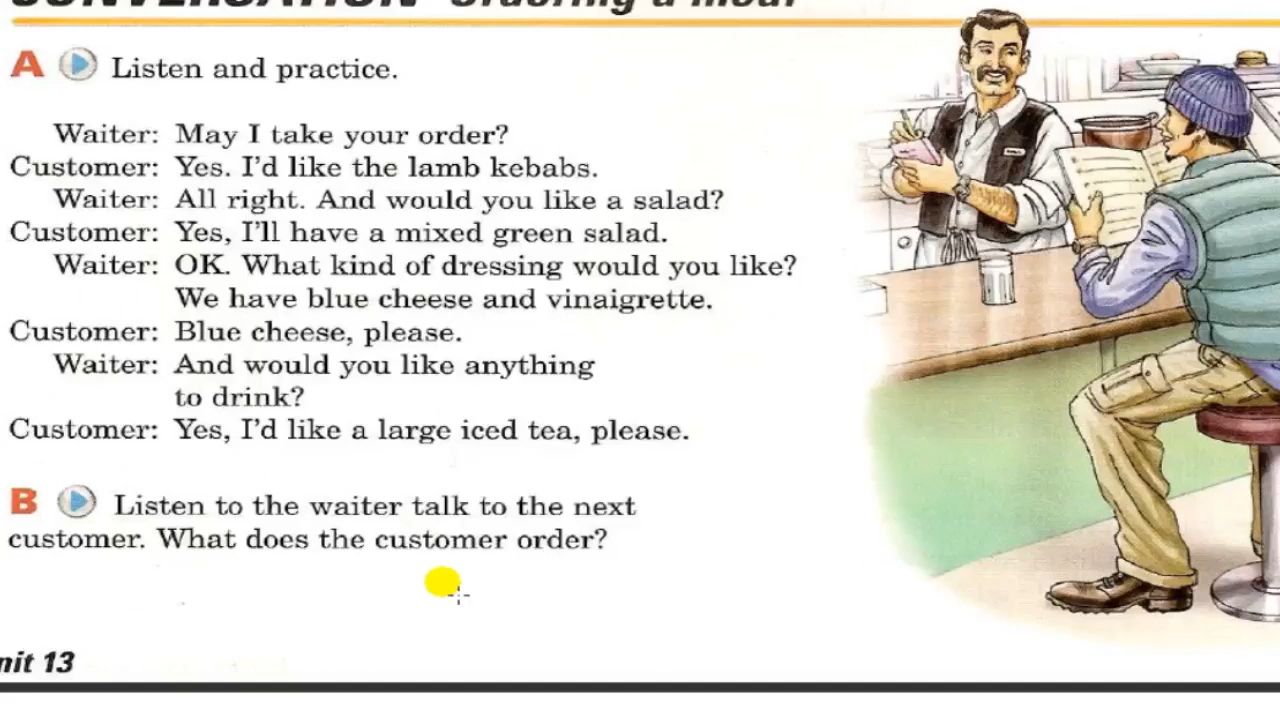 CONVERSATION Ordering a meal
A Listen and practice.
Waiter: May I take your order?
Customer: Yes. I'd like the lamb kebabs.
Waiter: All right. And would you like a salad?
Customer: Yes, I'll have a mixed green salad.
Waiter: OK. What kind of dressing would you like?
We have blue cheese and vinaigrette.
Customer: Blue cheese, please.
Waiter: And would you like anything
to drink?
Customer: Yes, I'd like a large iced tea, please.
B Listen to the waiter talk to the next
customer. What does the customer order?
nit 13